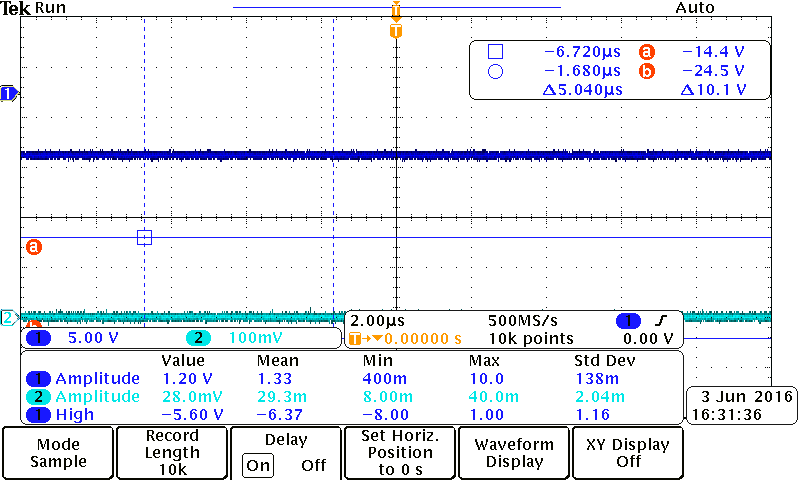 Tek Run Auto
T
T
−6.720µs a −14.4 V
−1.680µs b −24.5 V
Δ5.040µs Δ10.1 V
1
a
2
b
1 5.00 V 2 100mV
2.00µs 500MS/s 1
T→▼0.00000 s 10k points 0.00 V
Value Mean Min Max Std Dev
1 Amplitude 1.20 V 1.33 400m 10.0 138m
2 Amplitude 28.0mV 29.3m 8.00m 40.0m 2.04m
1 High −5.60 V −6.37 −8.00 1.00 1.16
3 Jun 2016
16:31:36
Mode
Sample
Record
Length
10k
Delay
On Off
Set Horiz.
Position
to 0 s
Waveform
Display
XY Display
Off